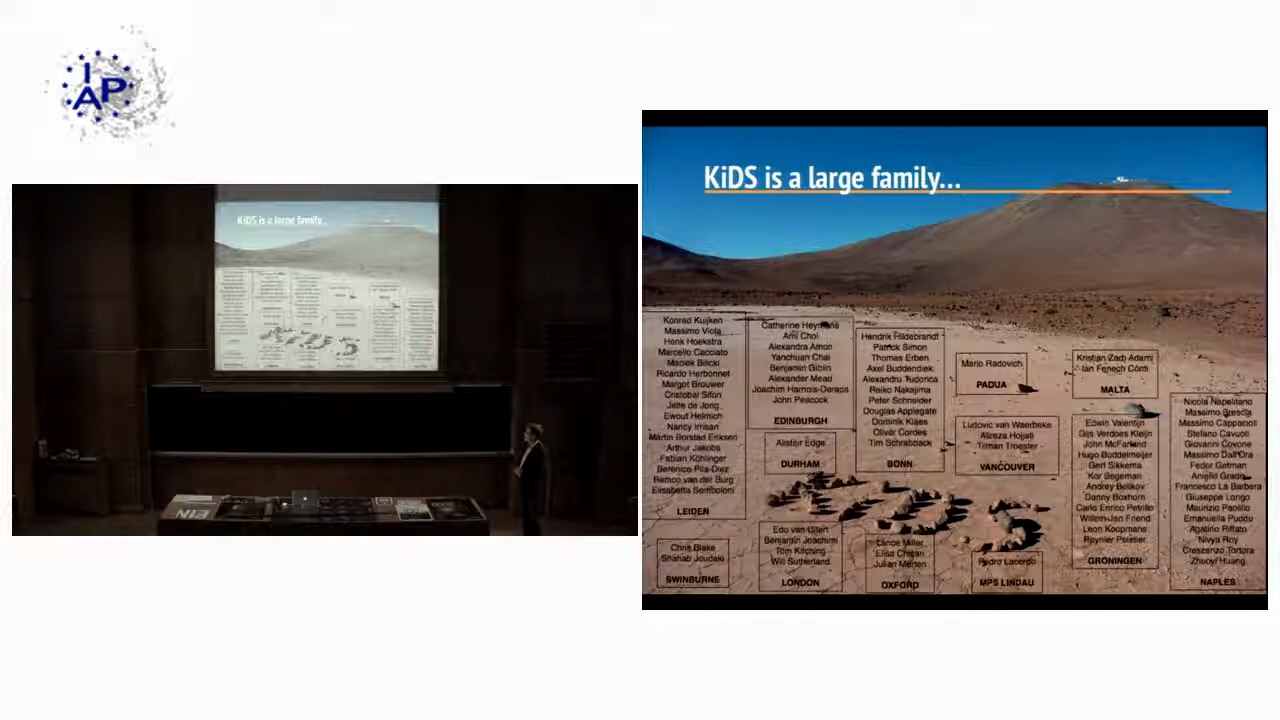 I
AP
KiDS is a large family...
KiDS is a large family...
Konrad Kuijken
Massimo Viola
Henk Hoekstra
Marcello Cacciato
Maciek Bilicki
Ricardo Herbonnet
Margot Brouwer
Cristobal Sifon
Jelte de Jong
Ewout Helmich
Nancy Irisarri
Martin Borstad Eriksen
Arthur Jakobs
Fabian Köhlinger
Berenice Pila-Diez
Remco van der Burg
Elisabetta Semboloni
LEIDEN
Chris Blake
Shahab Joudaki
SWINBURNE
Catherine Heymans
Ami Choi
Alexandra Amon
Yanchuan Chai
Benjamin Giblin
Alexander Mead
Joachim Harnois-Deraps
John Peacock
EDINBURGH
Alistair Edge
DURHAM
Edo van Uitert
Benjamin Joachimi
Tom Kitching
Will Sutherland
LONDON
Hendrik Hildebrandt
Patrick Simon
Thomas Erben
Axel Buddendiek
Alexandru Tudorica
Reiko Nakajima
Peter Schneider
Douglas Applegate
Dominik Klaes
Oliver Cordes
Tim Schrabback
BONN
KiDS
Lance Miller
Elisa Chisari
Julian Merten
OXFORD
Mario Radovich
PADUA
Ludovic van Waerbeke
Alireza Hojjati
Tilman Troester
VANCOUVER
Pedro Lacerdo
MPS LINDAU
Kristian Zarb Adami
Ian Fenech Conti
MALTA
Edwin Valentijn
Gijs Verdoes Kleijn
John McFarland
Hugo Buddelmeijer
Gert Sikkema
Kor Begeman
Andrey Belikov
Danny Boxhorn
Carlo Enrico Petrillo
Willem-Jan Friend
Leon Koopmans
Reynier Peletier
GRONINGEN
Nicola Napolitano
Massimo Brescia
Massimo Cappacioli
Stefano Cavuoti
Giovanni Covone
Massimo Dall'Ora
Fedor Getman
Aniello Grado
Francesco La Barbera
Giuseppe Longo
Maurizio Paolillo
Emanuella Puddu
Agatino Riffato
Nivya Roy
Crescenzo Tortora
Zhuoyi Huang
NAPLES